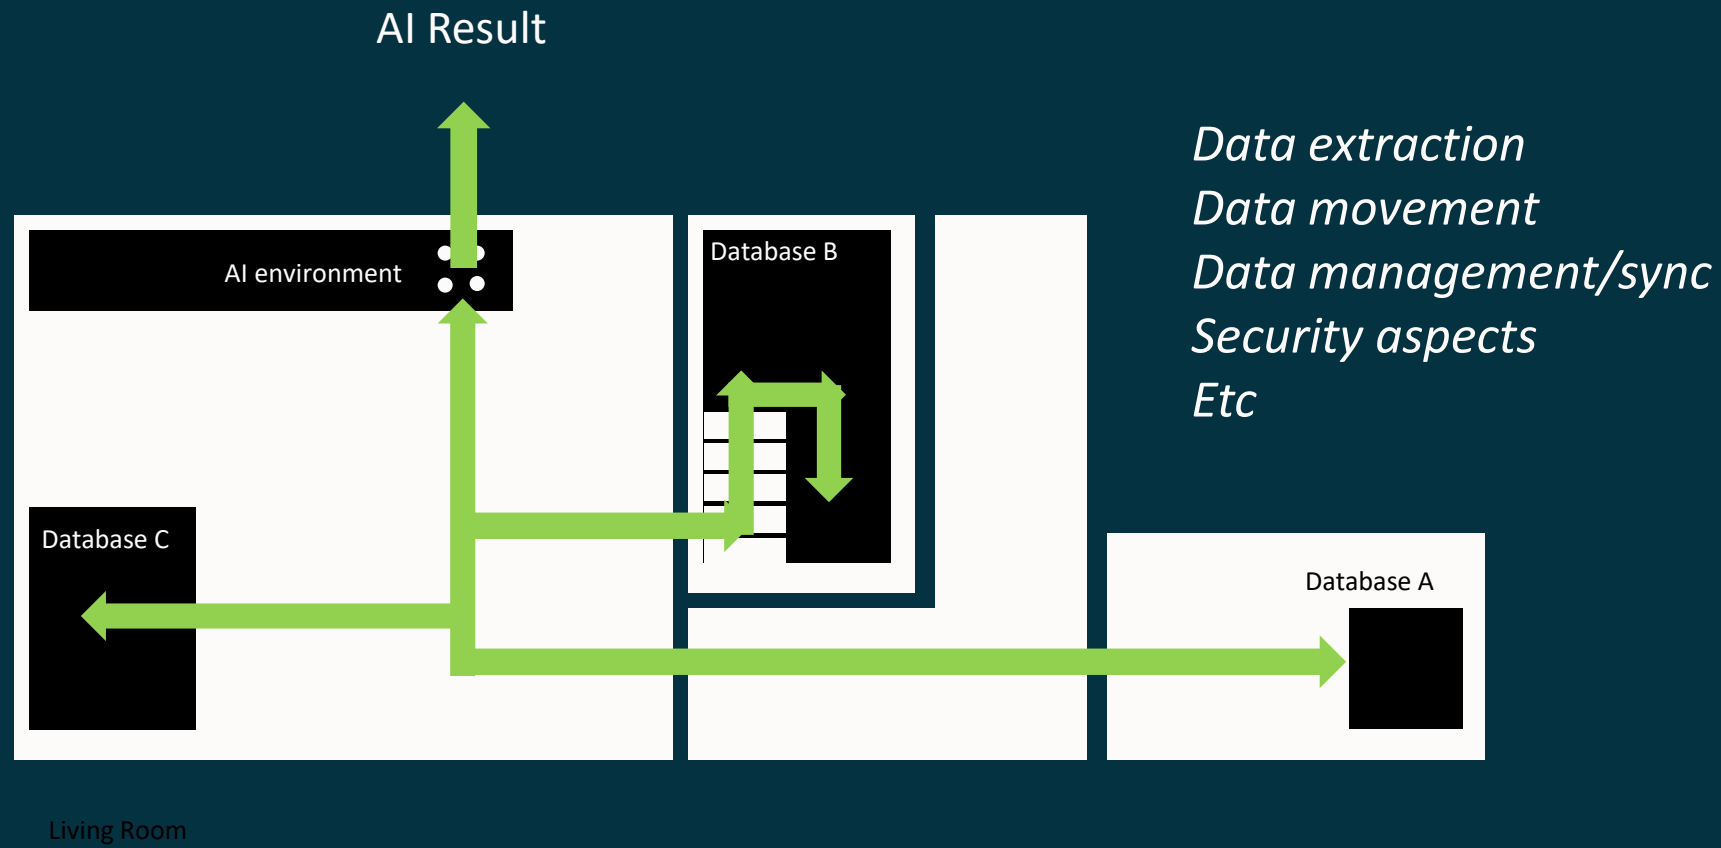 AI Result
Data extraction
Data movement
Data management/sync
Security aspects
Etc
AI environment
Database B
Database C
Database A
Living Room